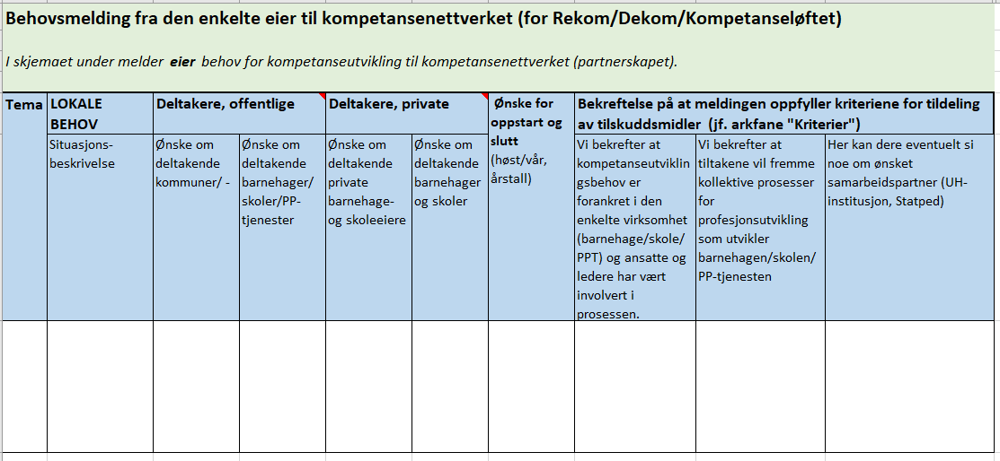 Behovsmelding fra den enkelte eier til kompetansenettverket (for Rekom/Dekom/Kompetanseløftet)
I skjemaet under melder eier behov for kompetanseutvikling til kompetansenettverket (partnerskapet).
Tema
LOKALE
BEHOV
Deltakere, offentlige
Deltakere, private
Ønske for
oppstart og
slutt
(høst/vår,
årstall)
Bekreftelse på at meldingen oppfyller kriteriene for tildeling
av tilskuddsmidler (jf. arkfane "Kriterier")
Situasjons-
beskrivelse
Ønske om
deltakende
kommuner/ -
Ønske om
deltakende
barnehager/
skoler/PP-
tjenester
Ønske om
deltakende
private
barnehage-
og skoleeiere
Ønske om
deltakende
barnehager
og skoler
Vi bekrefter at
kompetanseutviklin
gsbehov er
forankret i den
enkelte virksomhet
(barnehage/skole/
PPT) og ansatte og
ledere har vært
involvert i
prosessen.
Vi bekrefter at
tiltakene vil fremme
kollektive prosesser
for
profesjonsutvikling
som utvikler
barnehagen/skolen/
PP-tjenesten
Her kan dere eventuelt si
noe om ønsket
samarbeidspartner (UH-
institusjon, Statped)